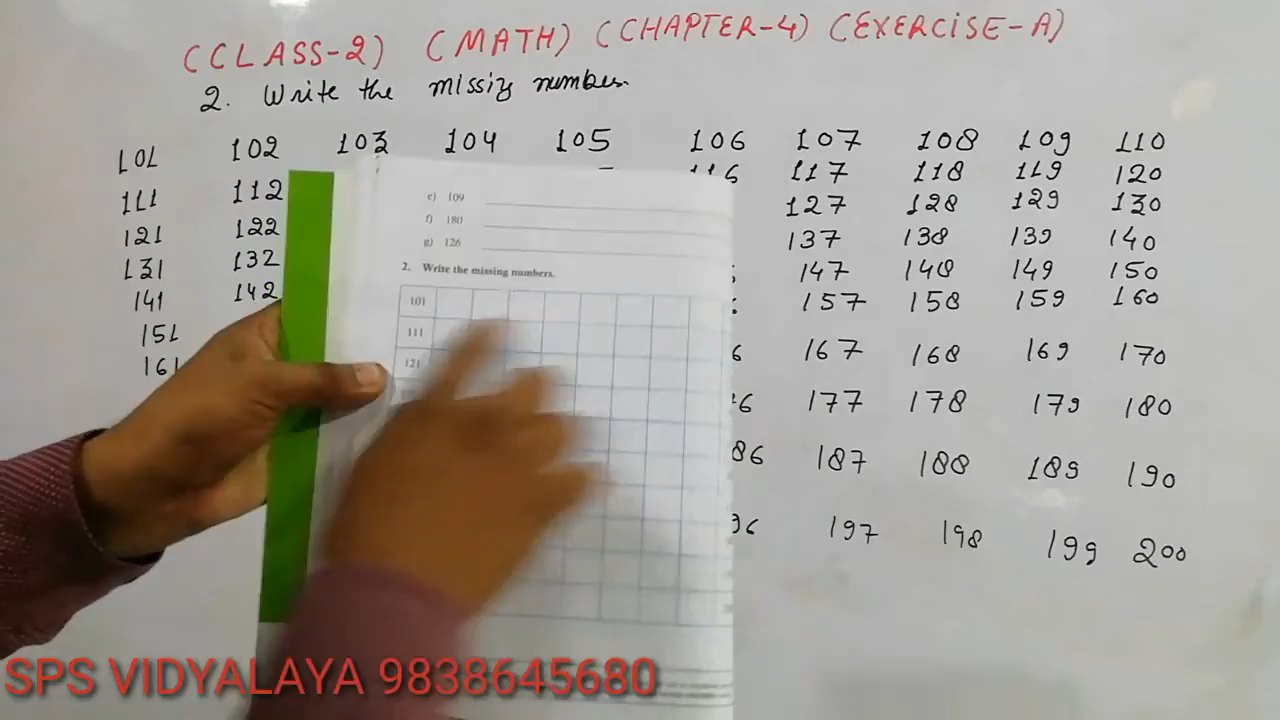 (CLASS-2) (MATH) (CHAPTER-4) (EXERCISE-A)
2. Write the missing number.
101 102 103 104 105 106 107 108 109 110
111 112 116 117 118 119 120
121 122 127 128 129 130
131 132 137 138 139 140
141 142 147 148 149 150
151 157 158 159 160
161 167 168 169 170
177 178 179 180
86 187 188 189 190
96 197 198 199 200
e) 109
f) 180
g) 126
2. Write the missing numbers.
101
111
121
SPS VIDYALAYA 9838645680